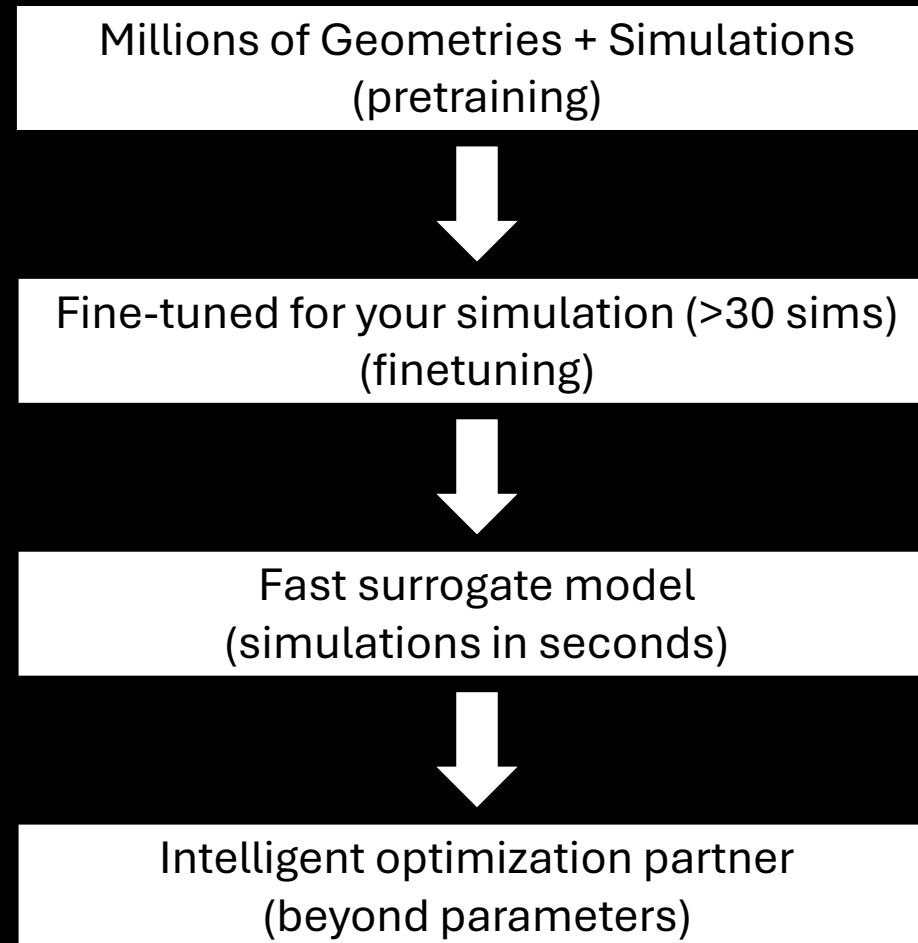 Millions of Geometries + Simulations
(pretraining)
Fine-tuned for your simulation (>30 sims)
(finetuning)
Fast surrogate model
(simulations in seconds)
Intelligent optimization partner
(beyond parameters)